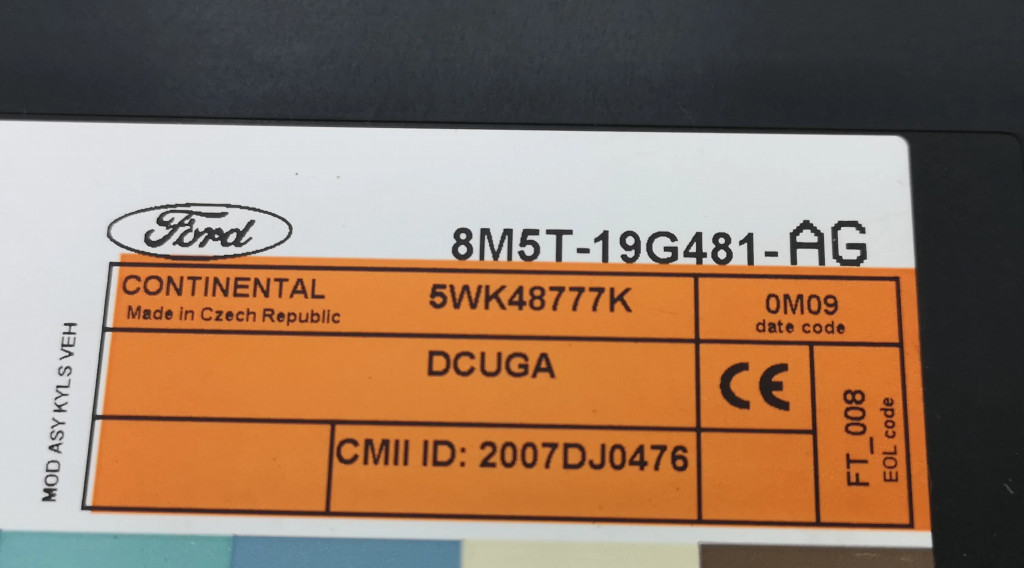 Ford
8M5T-19G481-AG
CONTINENTAL
Made in Czech Republic
5WK48777K
0M09
date code
DCUGA
CE
FT_008
EOL code
CMII ID: 2007DJ0476
MOD ASY KYLS VEH